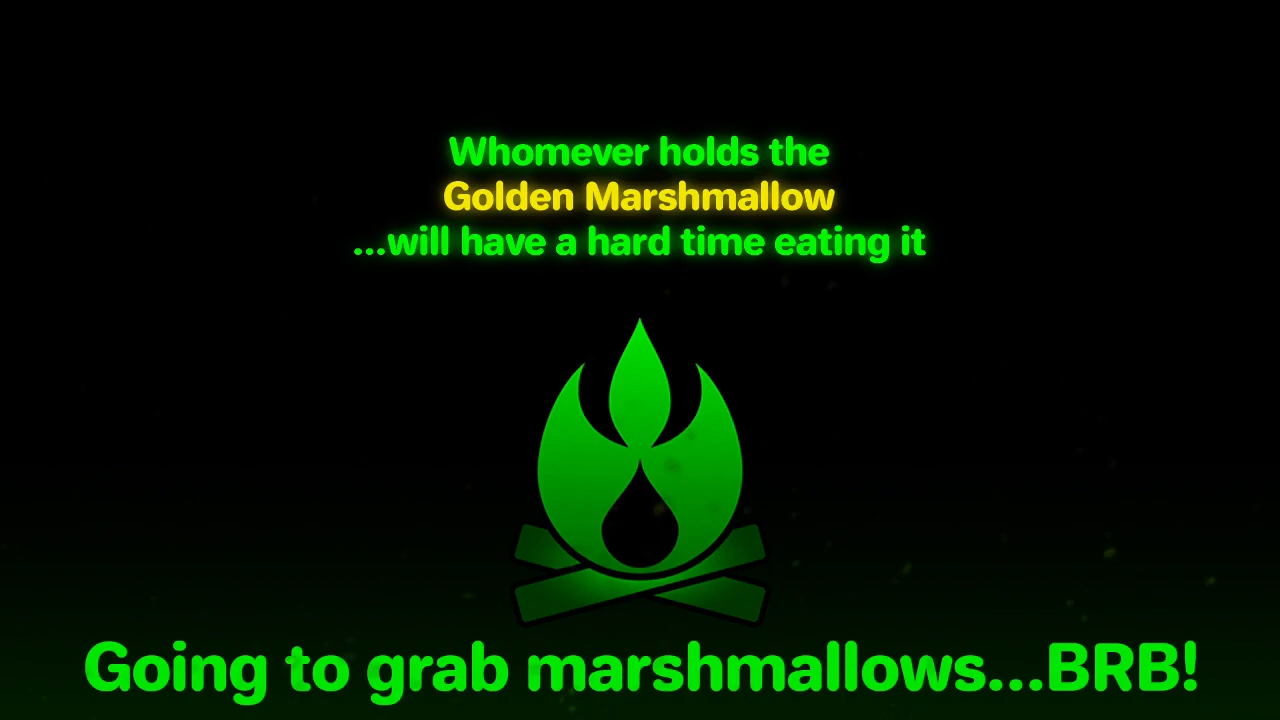 Whomever holds the
Golden Marshmallow
...will have a hard time eating it
Going to grab marshmallows...BRB!